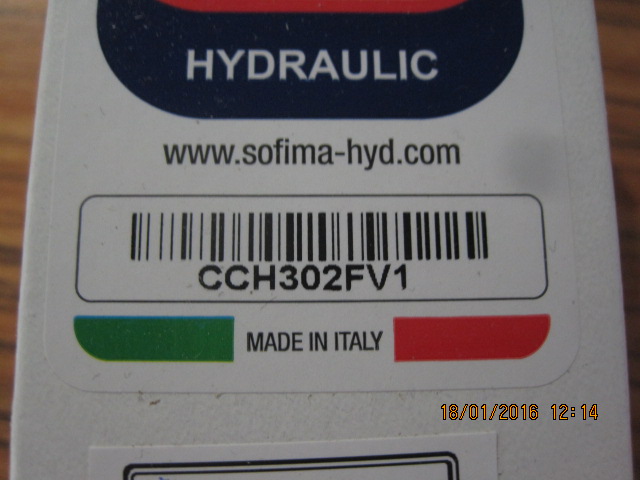 HYDRAULIC
www.sofima-hyd.com
CCH302FV1
MADE IN ITALY
18/01/2016 12:14